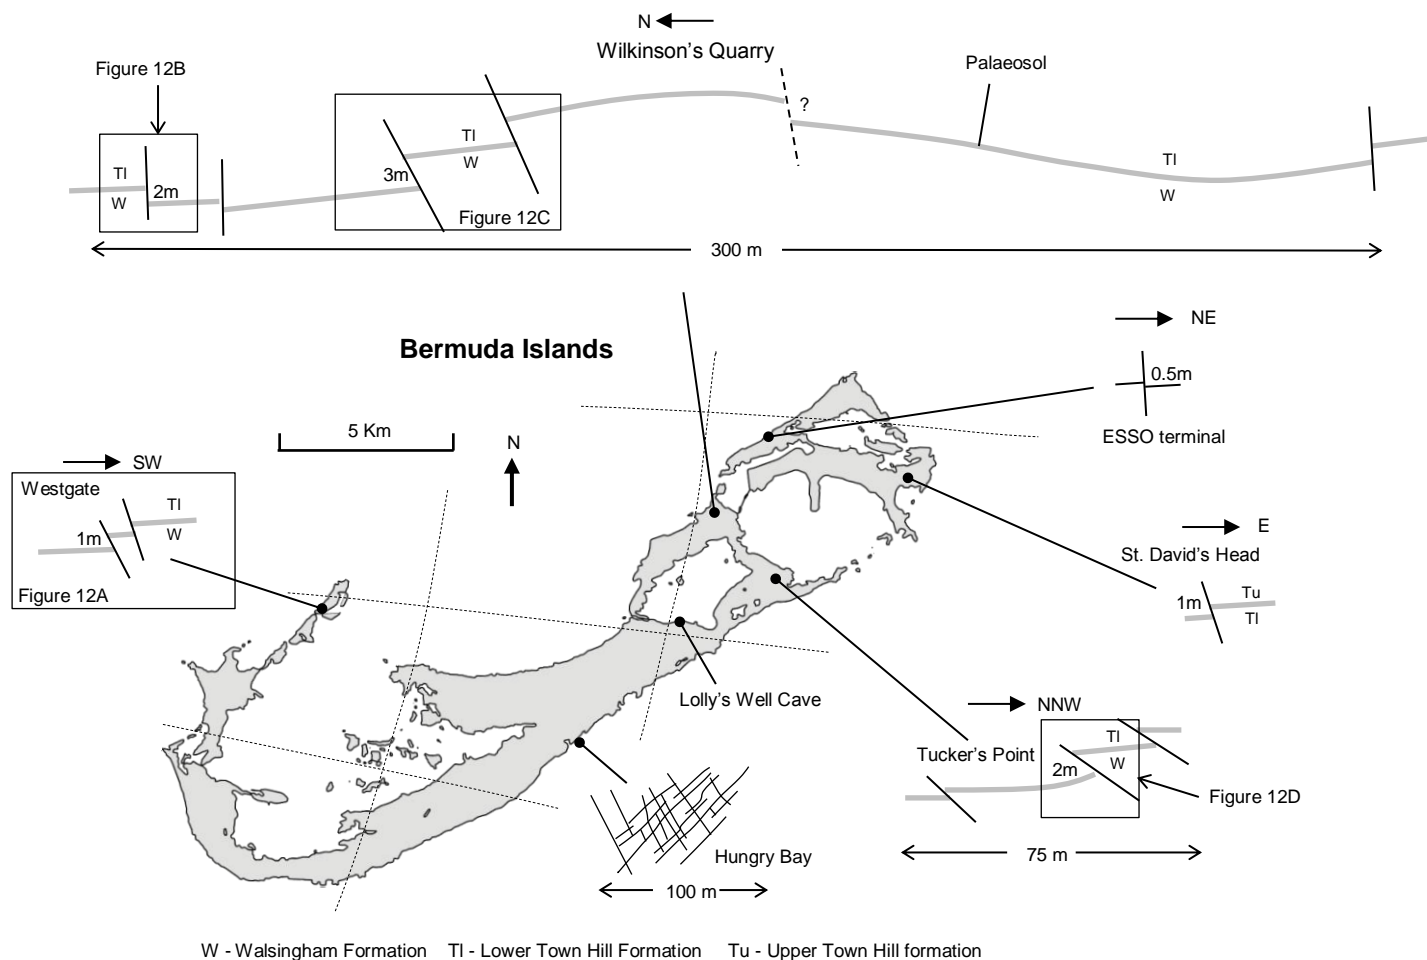 N
Wilkinson's Quarry
Figure 12B
Palaeosol
?
Tl
W
2m
Tl
W
3m
Figure 12C
Tl
W
300 m
Bermuda Islands
NE
0.5m
ESSO terminal
5 Km
N
SW
Westgate
Tl
W
1m
Figure 12A
E
St. David's Head
1m
Tu
Tl
Lolly's Well Cave
NNW
Tucker's Point
Tl
W
2m
Figure 12D
75 m
Hungry Bay
100 m
W - Walsingham Formation Tl - Lower Town Hill Formation Tu - Upper Town Hill formation